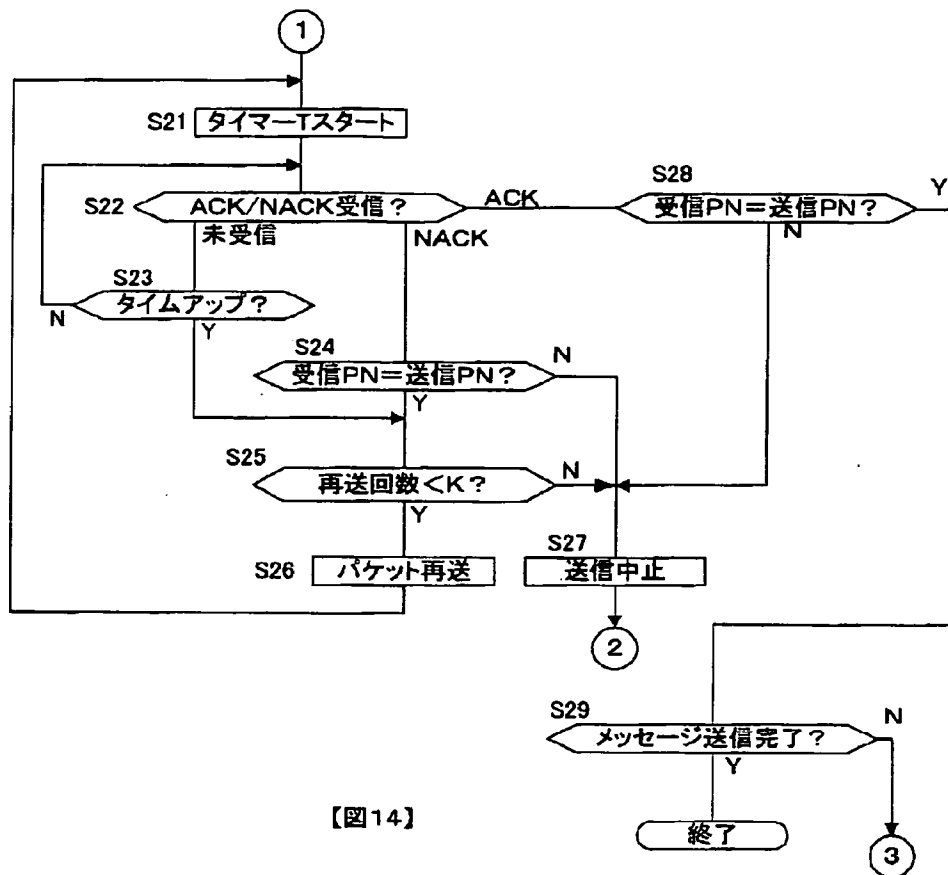 1
S21 タイマーTスタート
S22 ACK/NACK受信？
ACK
S28
受信PN＝送信PN？
Y
未受信
NACK
N
S23
タイムアップ？
N
Y
S24
受信PN＝送信PN？
N
Y
S25
再送回数＜K？
N
Y
S26 パケット再送
S27
送信中止
2
S29
メッセージ送信完了？
N
Y
終了
3
【図14】